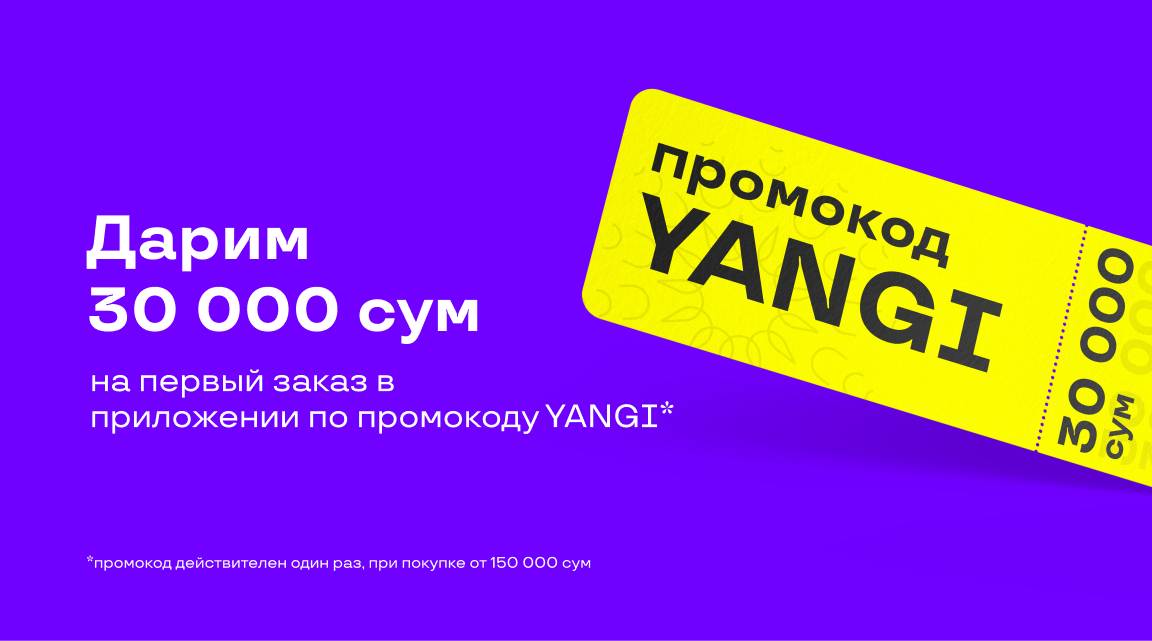 Дарим
30 000 сум
на первый заказ в
приложении по промокоду YANGI*
*промокод действителен один раз, при покупке от 150 000 сум
промокод
YANGI
30 000
сум